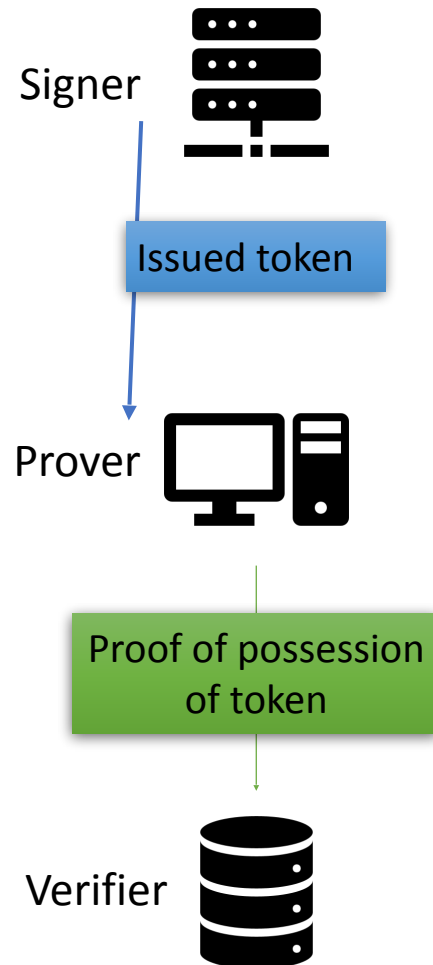 Signer
Issued token
Prover
Proof of possession
of token
Verifier